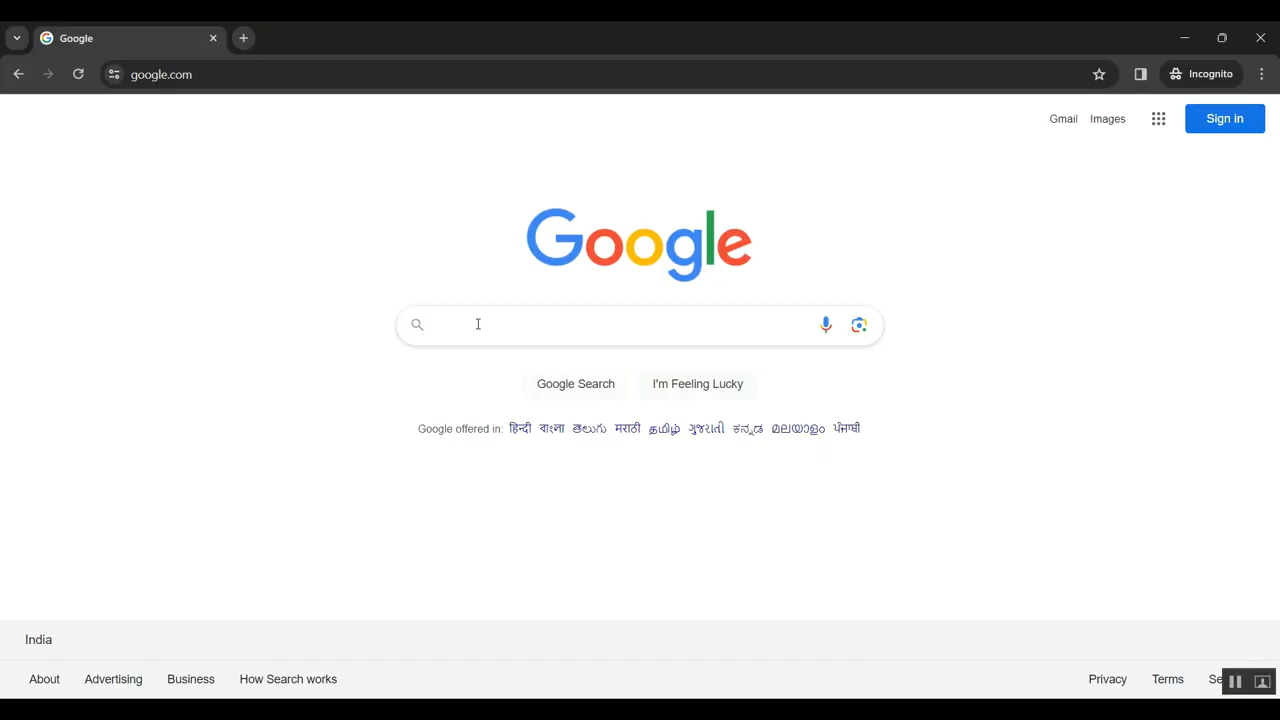 Google
google.com
Incognito
Gmail Images Sign in
Google
Google Search I'm Feeling Lucky
Google offered in: हिन्दी বাংলা తెలుగు मराठी தமிழ் ગુજરાતી ಕನ್ನಡ മലയാളം ਪੰਜਾਬੀ
India
About Advertising Business How Search works Privacy Terms Se